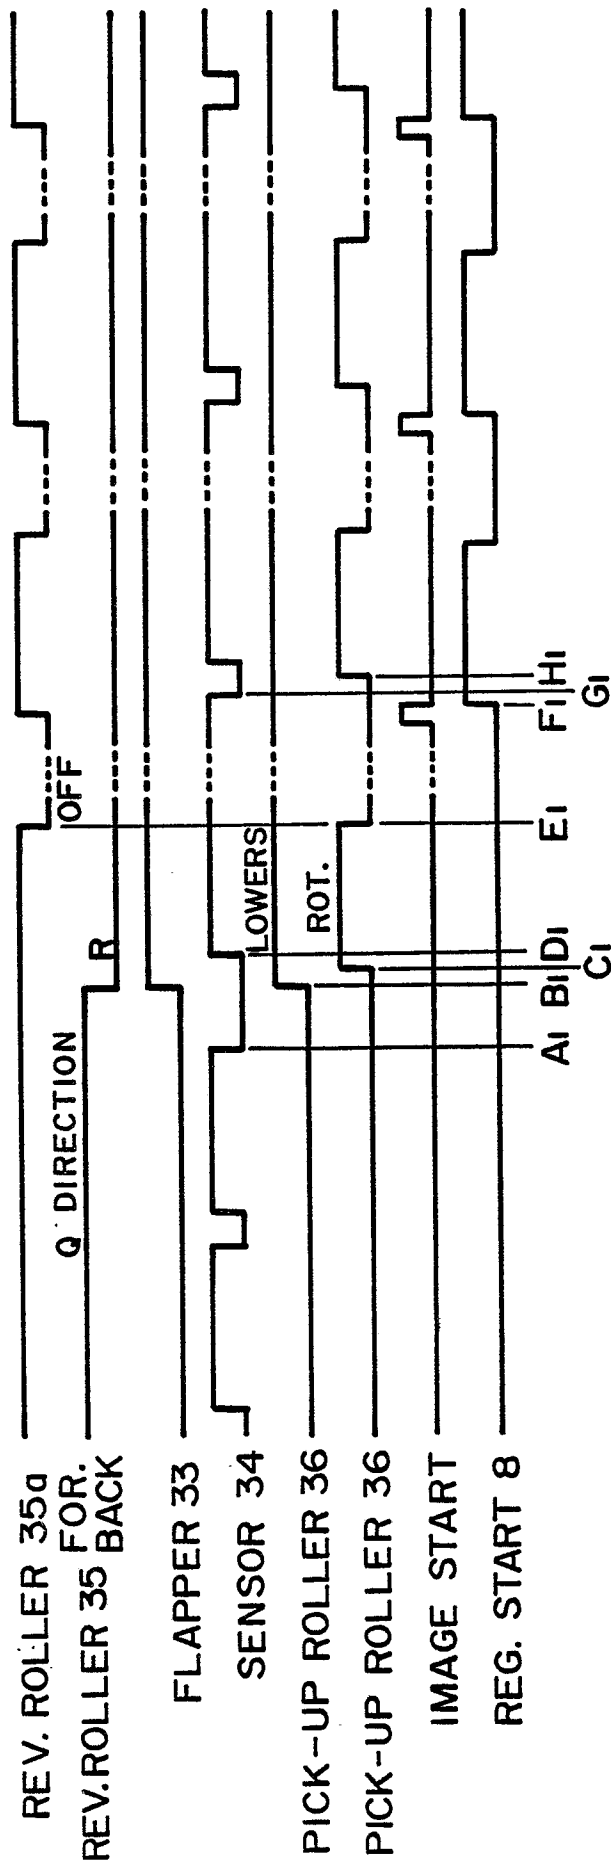 REV. ROLLER 35a
OFF
REV. ROLLER 35 FOR.
BACK
Q DIRECTION
R
FLAPPER 33
SENSOR 34
PICK-UP ROLLER 36
LOWERS
PICK-UP ROLLER 36
ROT.
IMAGE START
REG. START 8
A1
B1
C1
D1
E1
F1
G1
H1